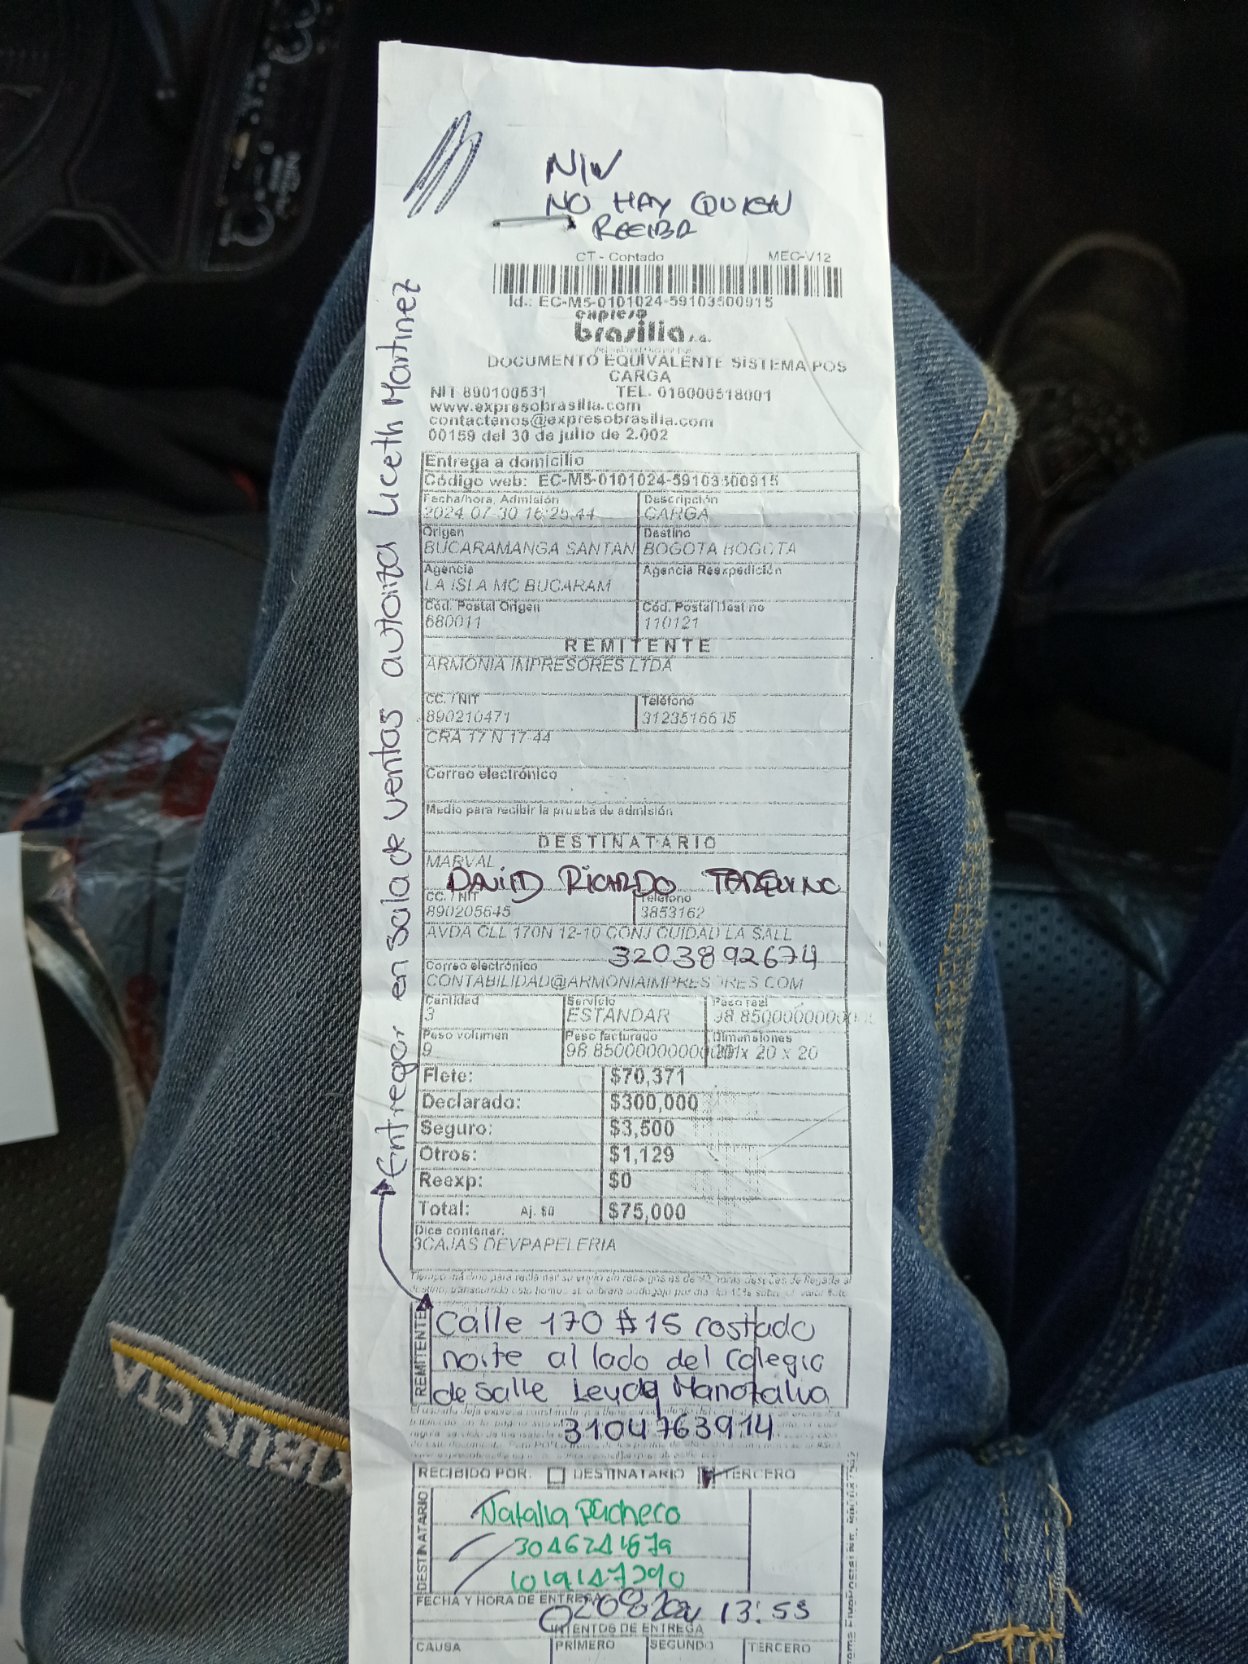 NO HAY QUIEN
RECIBA
CT - Contado MEC-V12
Id.: EC-M5-0101024-59103500915
expreso
brasilia s.a.
DOCUMENTO EQUIVALENTE SISTEMA POS
CARGA
NIT 890100531 TEL. 018000518001
www.expresobrasilia.com
contactenos@expresobrasilia.com
00159 del 30 de julio de 2.002
Entrega a domicilio
Código web: EC-M5-0101024-59103500915
Fecha/hora Admisión Descripción
2024 07 30 16:25:44 CARGA
Origen Destino
BUCARAMANGA SANTAN BOGOTA BOGOTA
Agencia Agencia Reexpedición
LA ISLA MC BUCARAM
Cód. Postal Origen Cód. Postal Destino
680011 110121
REMITENTE
ARMONIA IMPRESORES LTDA
CC. / NIT Teléfono
890210471
CRA 17 N 17-44
Correo electrónico
Medio para recibir la prueba de admisión
DESTINATARIO
MARVAL
DAVID RICARDO
CC. / NIT Teléfono
890205645 3853162
AVDA CLL 170N 12-10 CONJ CUIDAD LA SALL
3203892674
Correo electrónico
CONTABILIDAD@ARMONIAIMPRESORES COM
Cantidad Servicio Peso real
3 ESTANDAR
Peso volumen Peso facturado Dimensiones
9 98 x 20 x 20
Flete: $70,371
Declarado: $300,000
Seguro: $3,500
Otros: $1,129
Reexp: $0
Total: Aj. $0 $75,000
Dice contener:
3CAJAS DEVPAPELERIA
REMITENTE
Calle 170 #15 costado
norte al lado del colegio
de Salle Leyda Manozalva
3104763914
Entregar en sala de ventas autoriza Liceth Martinez
RECIBIDO POR: DESTINATARIO TERCERO
DESTINATARIO
Natalia Pacheco
3046241679
1019147290
FECHA Y HORA DE ENTREGA
13:53
INTENTOS DE ENTREGA
CAUSA PRIMERO SEGUNDO TERCERO